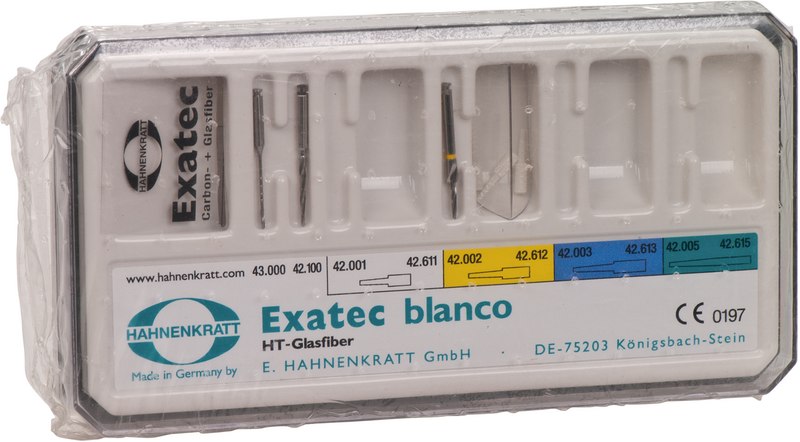 HAHNENKRATT
Exatec
Carbon- + Glasfiber
www.hahnenkratt.com 43.000 42.100 42.001 42.611 42.002 42.612 42.003 42.613 42.005 42.615
HAHNENKRATT
Made in Germany by
Exatec blanco
HT-Glasfiber
E. HAHNENKRATT GmbH
CE 0197
DE-75203 Königsbach-Stein